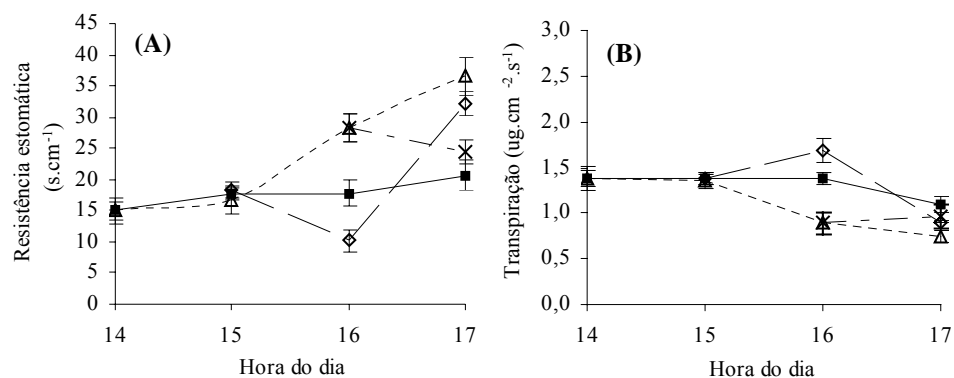 (A)
Resistência estomática
(s.cm-1)
45
40
35
30
25
20
15
10
5
0
14 15 16 17
Hora do dia
(B)
Transpiração (ug.cm -2.s-1)
3,0
2,5
2,0
1,5
1,0
0,5
0,0
14 15 16 17
Hora do dia